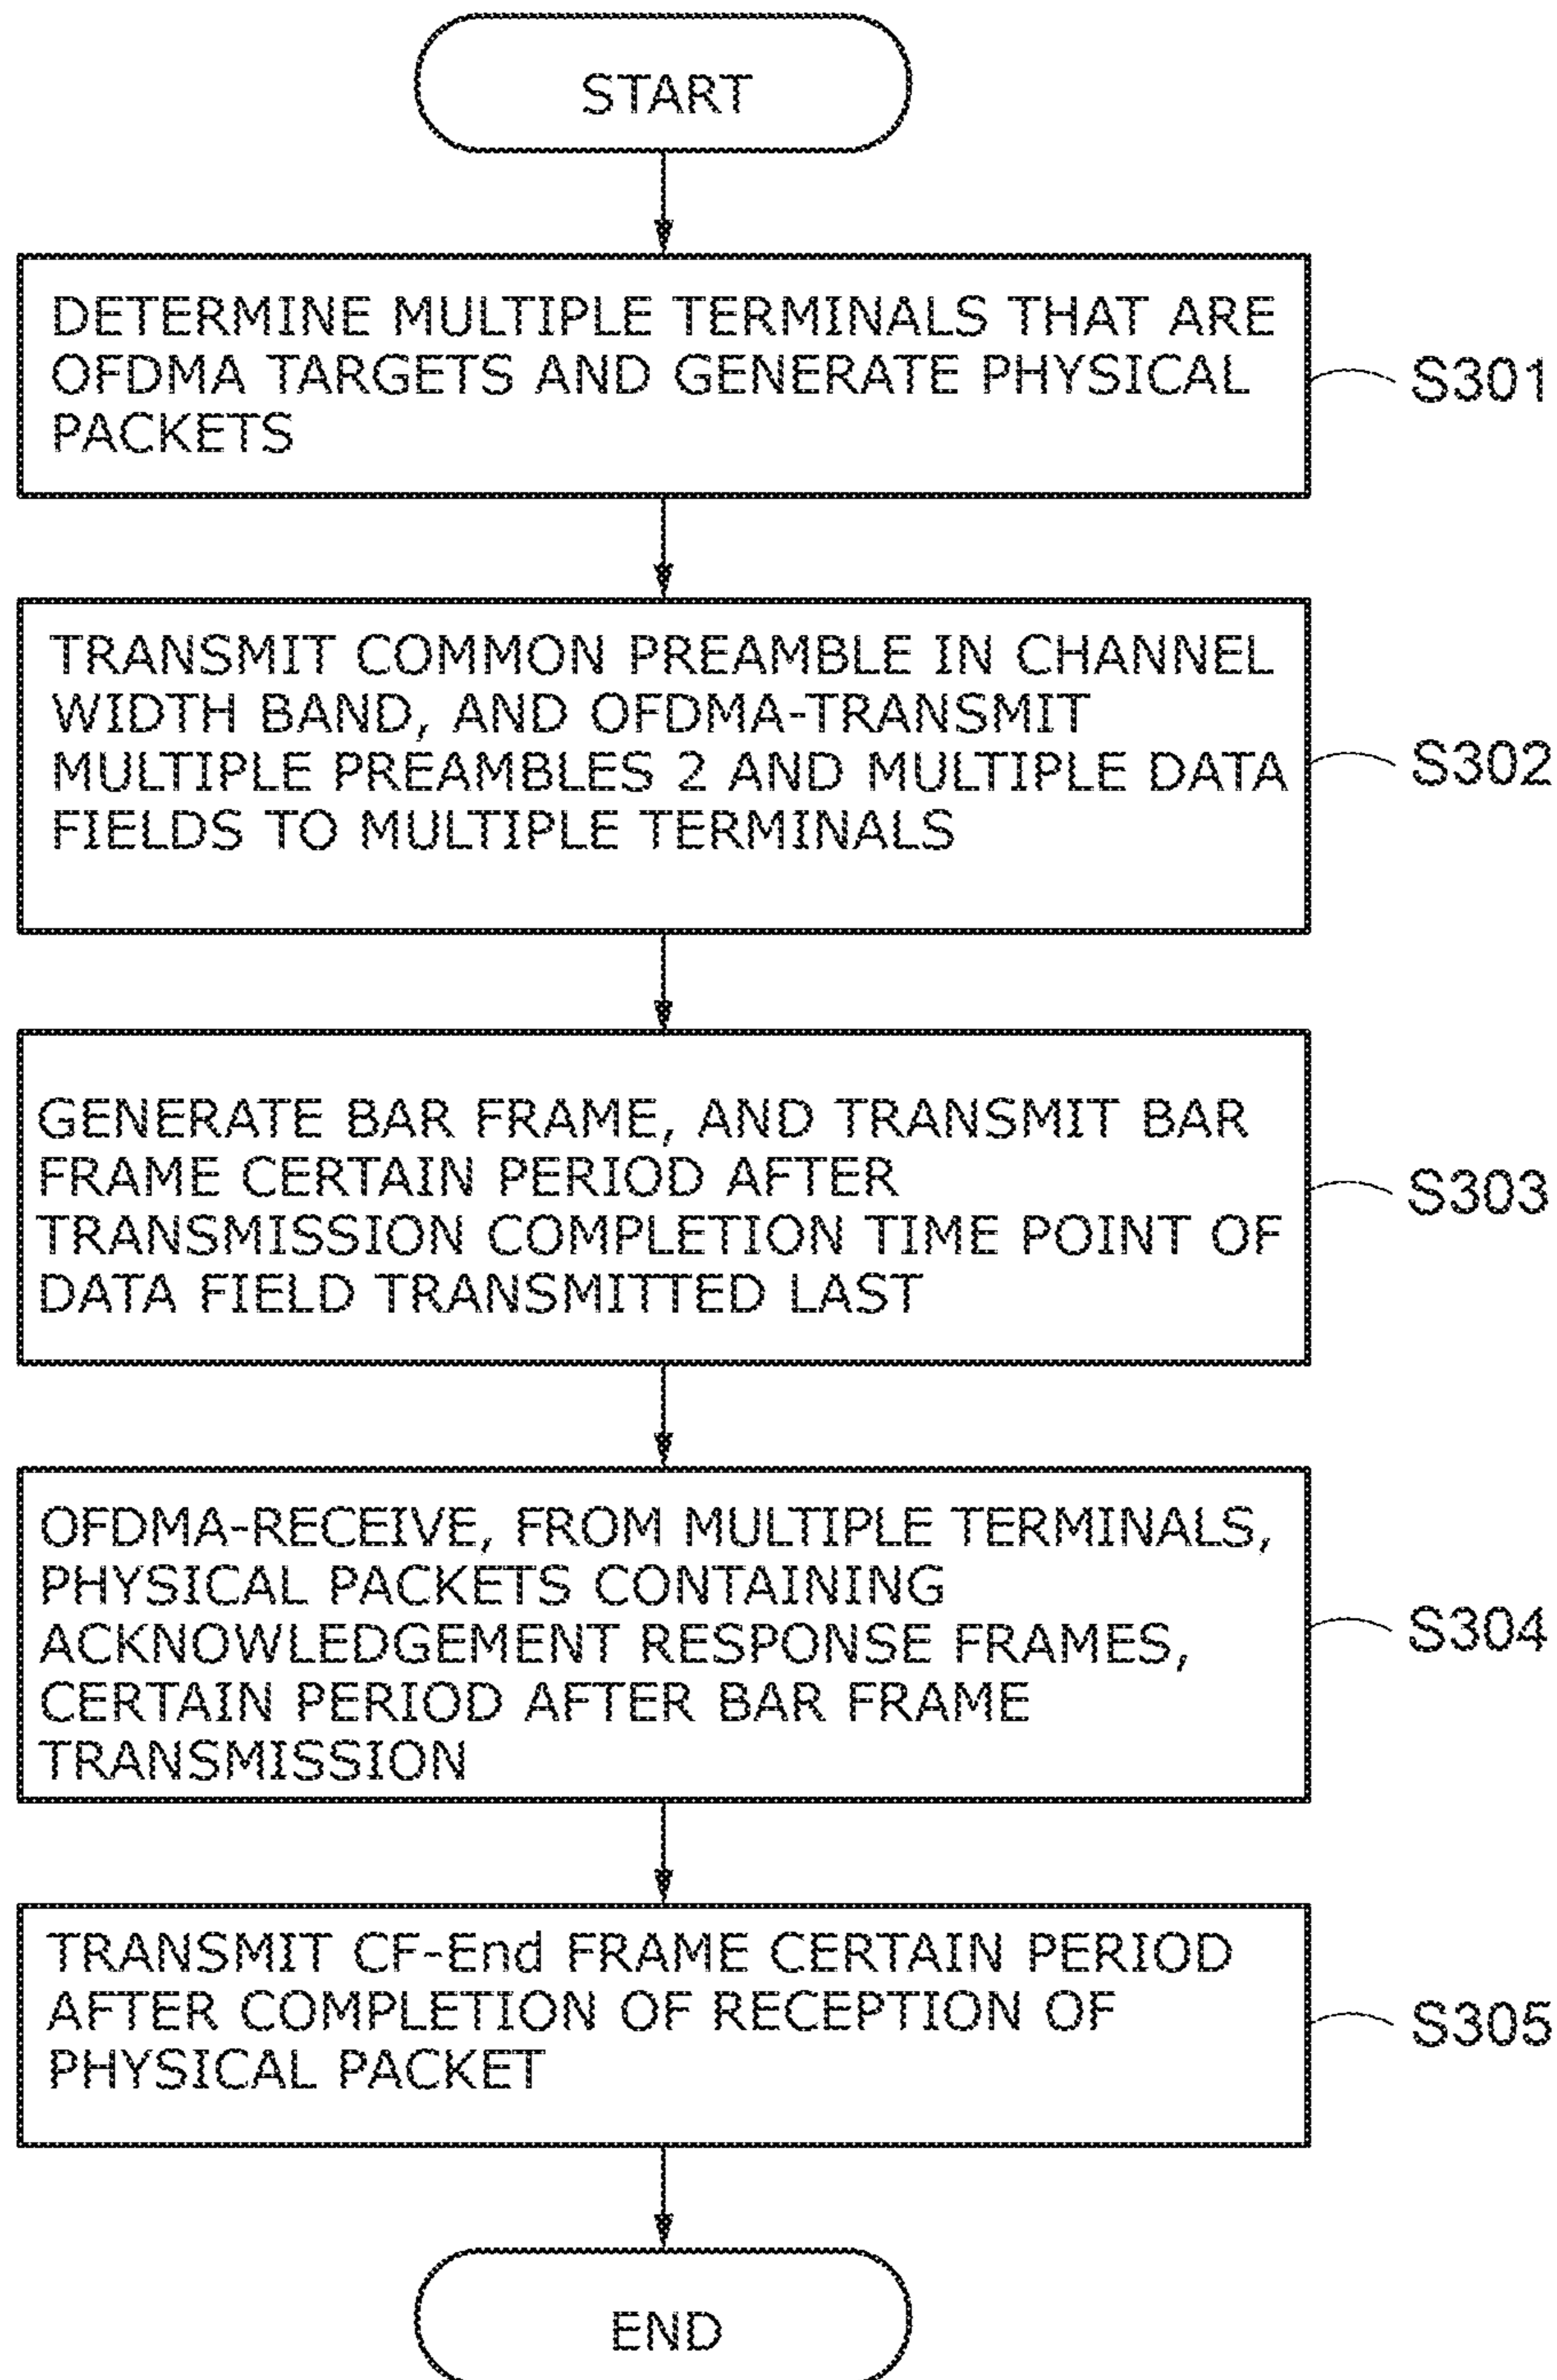 START
DETERMINE MULTIPLE TERMINALS THAT ARE
OFDMA TARGETS AND GENERATE PHYSICAL
PACKETS
S301
TRANSMIT COMMON PREAMBLE IN CHANNEL
WIDTH BAND, AND OFDMA-TRANSMIT
MULTIPLE PREAMBLES 2 AND MULTIPLE DATA
FIELDS TO MULTIPLE TERMINALS
S302
GENERATE BAR FRAME, AND TRANSMIT BAR
FRAME CERTAIN PERIOD AFTER
TRANSMISSION COMPLETION TIME POINT OF
DATA FIELD TRANSMITTED LAST
S303
OFDMA-RECEIVE, FROM MULTIPLE TERMINALS,
PHYSICAL PACKETS CONTAINING
ACKNOWLEDGEMENT RESPONSE FRAMES,
CERTAIN PERIOD AFTER BAR FRAME
TRANSMISSION
S304
TRANSMIT CF-End FRAME CERTAIN PERIOD
AFTER COMPLETION OF RECEPTION OF
PHYSICAL PACKET
S305
END